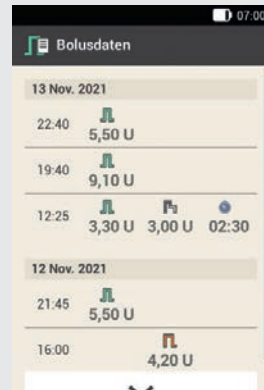 07:00
Bolusdaten
13 Nov. 2021
22:40 5,50 U
19:40 9,10 U
12:25 3,30 U 3,00 U 02:30
12 Nov. 2021
21:45 5,50 U
16:00 4,20 U